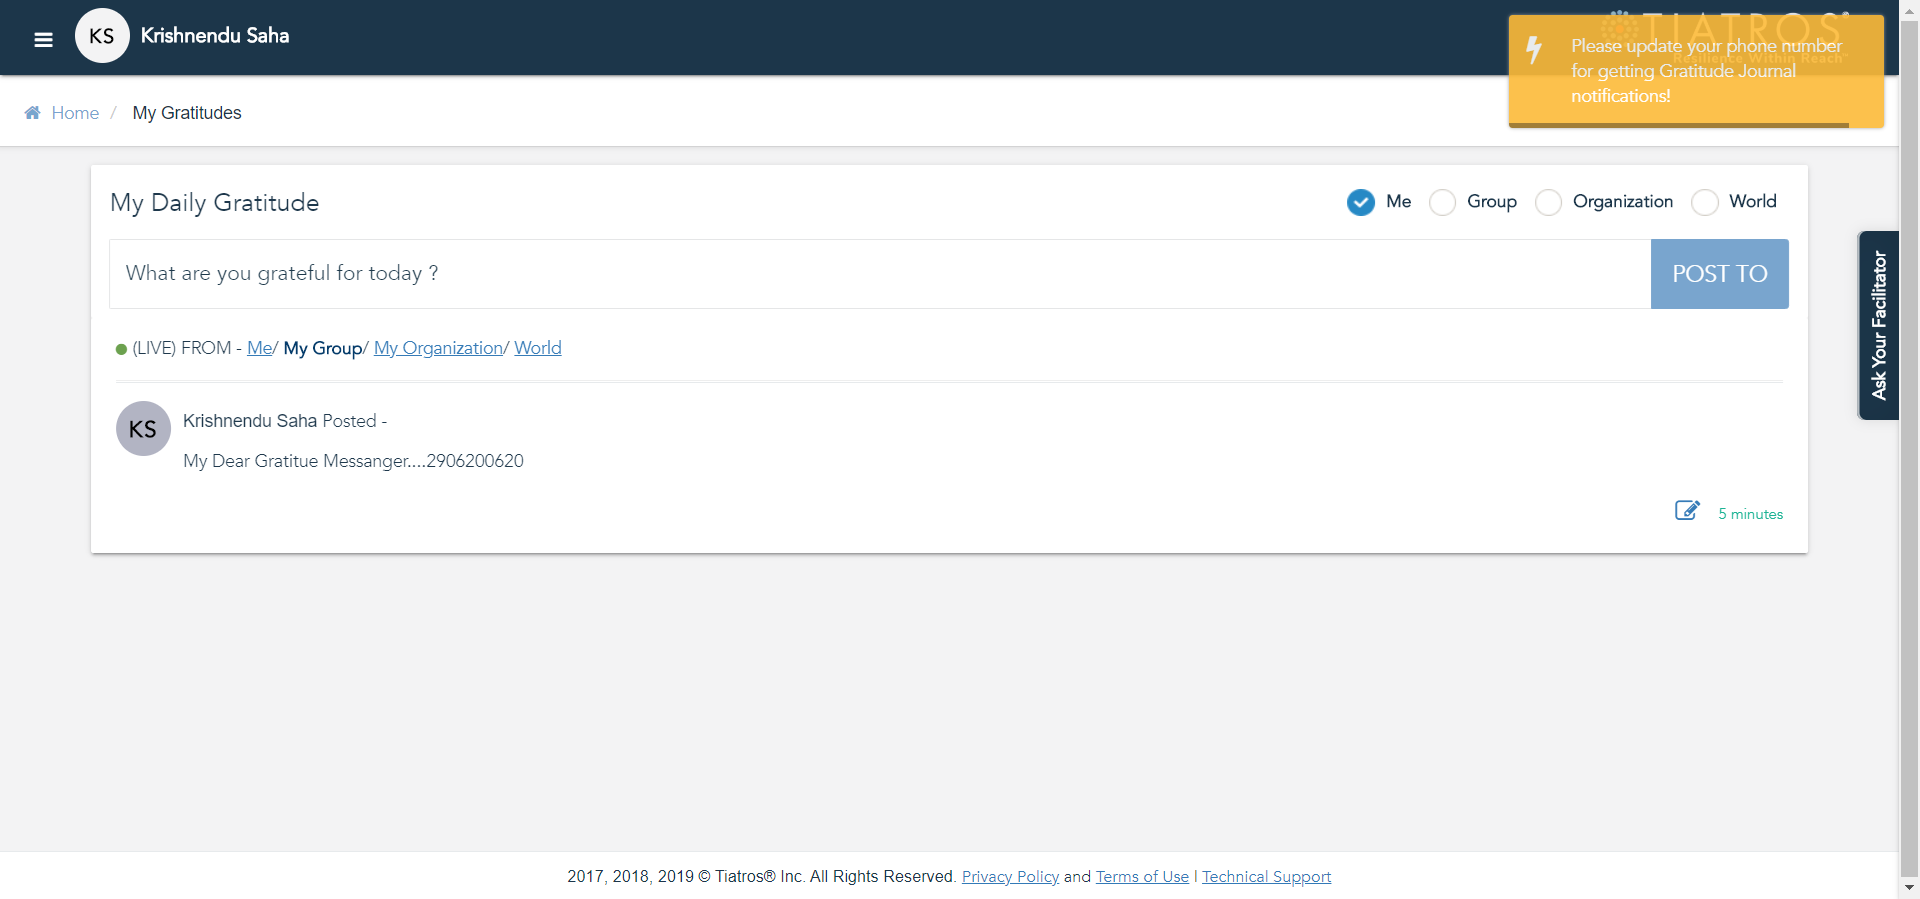 KS Krishnendu Saha
TIATROS®
Resilience Within Reach™
Please update your phone number
for getting Gratitude Journal
notifications!
Home / My Gratitudes
My Daily Gratitude
Me Group Organization World
What are you grateful for today ?
POST TO
Ask Your Facilitator
(LIVE) FROM - Me/ My Group/ My Organization/ World
KS
Krishnendu Saha Posted -
My Dear Gratitue Messanger....2906200620
5 minutes
2017, 2018, 2019 © Tiatros® Inc. All Rights Reserved. Privacy Policy and Terms of Use | Technical Support